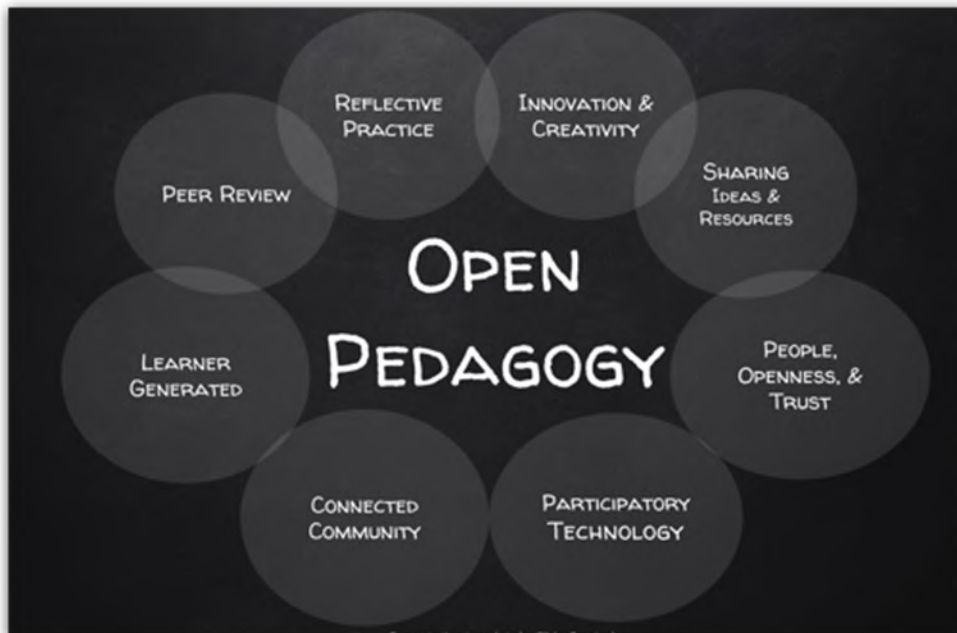 Reflective
Practice
Innovation &
Creativity
Sharing
Ideas &
Resources
People,
Openness, &
Trust
Participatory
Technology
Connected
Community
Learner
Generated
Peer Review
Open
Pedagogy